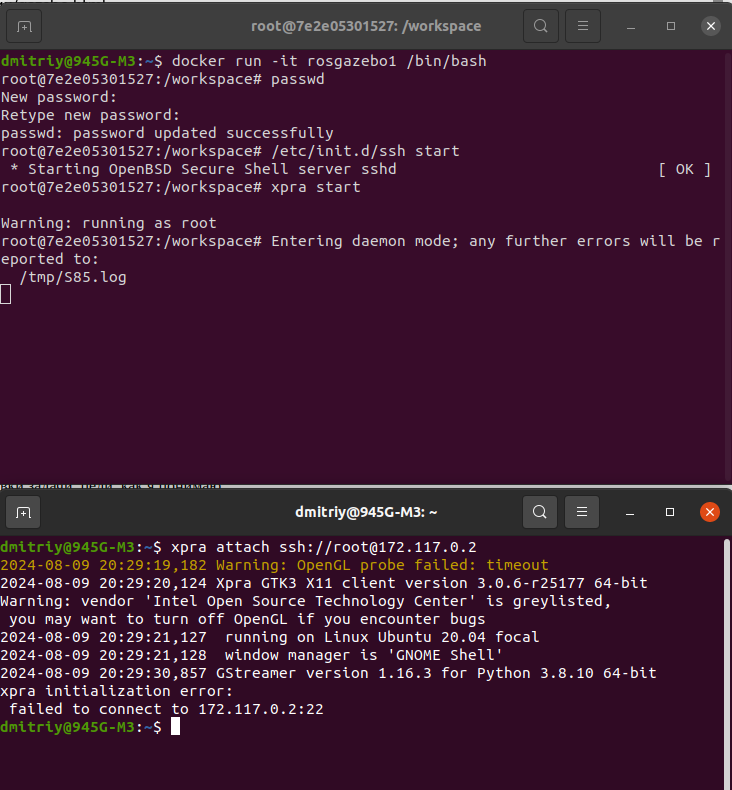 root@7e2e05301527: /workspace
dmitriy@945G-M3:~$ docker run -it rosgazebo1 /bin/bash
root@7e2e05301527:/workspace# passwd
New password:
Retype new password:
passwd: password updated successfully
root@7e2e05301527:/workspace# /etc/init.d/ssh start
 * Starting OpenBSD Secure Shell server sshd                             [ OK ]
root@7e2e05301527:/workspace# xpra start

Warning: running as root
root@7e2e05301527:/workspace# Entering daemon mode; any further errors will be r
eported to:
  /tmp/S85.log
dmitriy@945G-M3: ~
dmitriy@945G-M3:~$ xpra attach ssh://root@172.117.0.2
2024-08-09 20:29:19,182 Warning: OpenGL probe failed: timeout
2024-08-09 20:29:20,124 Xpra GTK3 X11 client version 3.0.6-r25177 64-bit
Warning: vendor 'Intel Open Source Technology Center' is greylisted,
 you may want to turn off OpenGL if you encounter bugs
2024-08-09 20:29:21,127  running on Linux Ubuntu 20.04 focal
2024-08-09 20:29:21,128  window manager is 'GNOME Shell'
2024-08-09 20:29:30,857 GStreamer version 1.16.3 for Python 3.8.10 64-bit
xpra initialization error:
 failed to connect to 172.117.0.2:22
dmitriy@945G-M3:~$